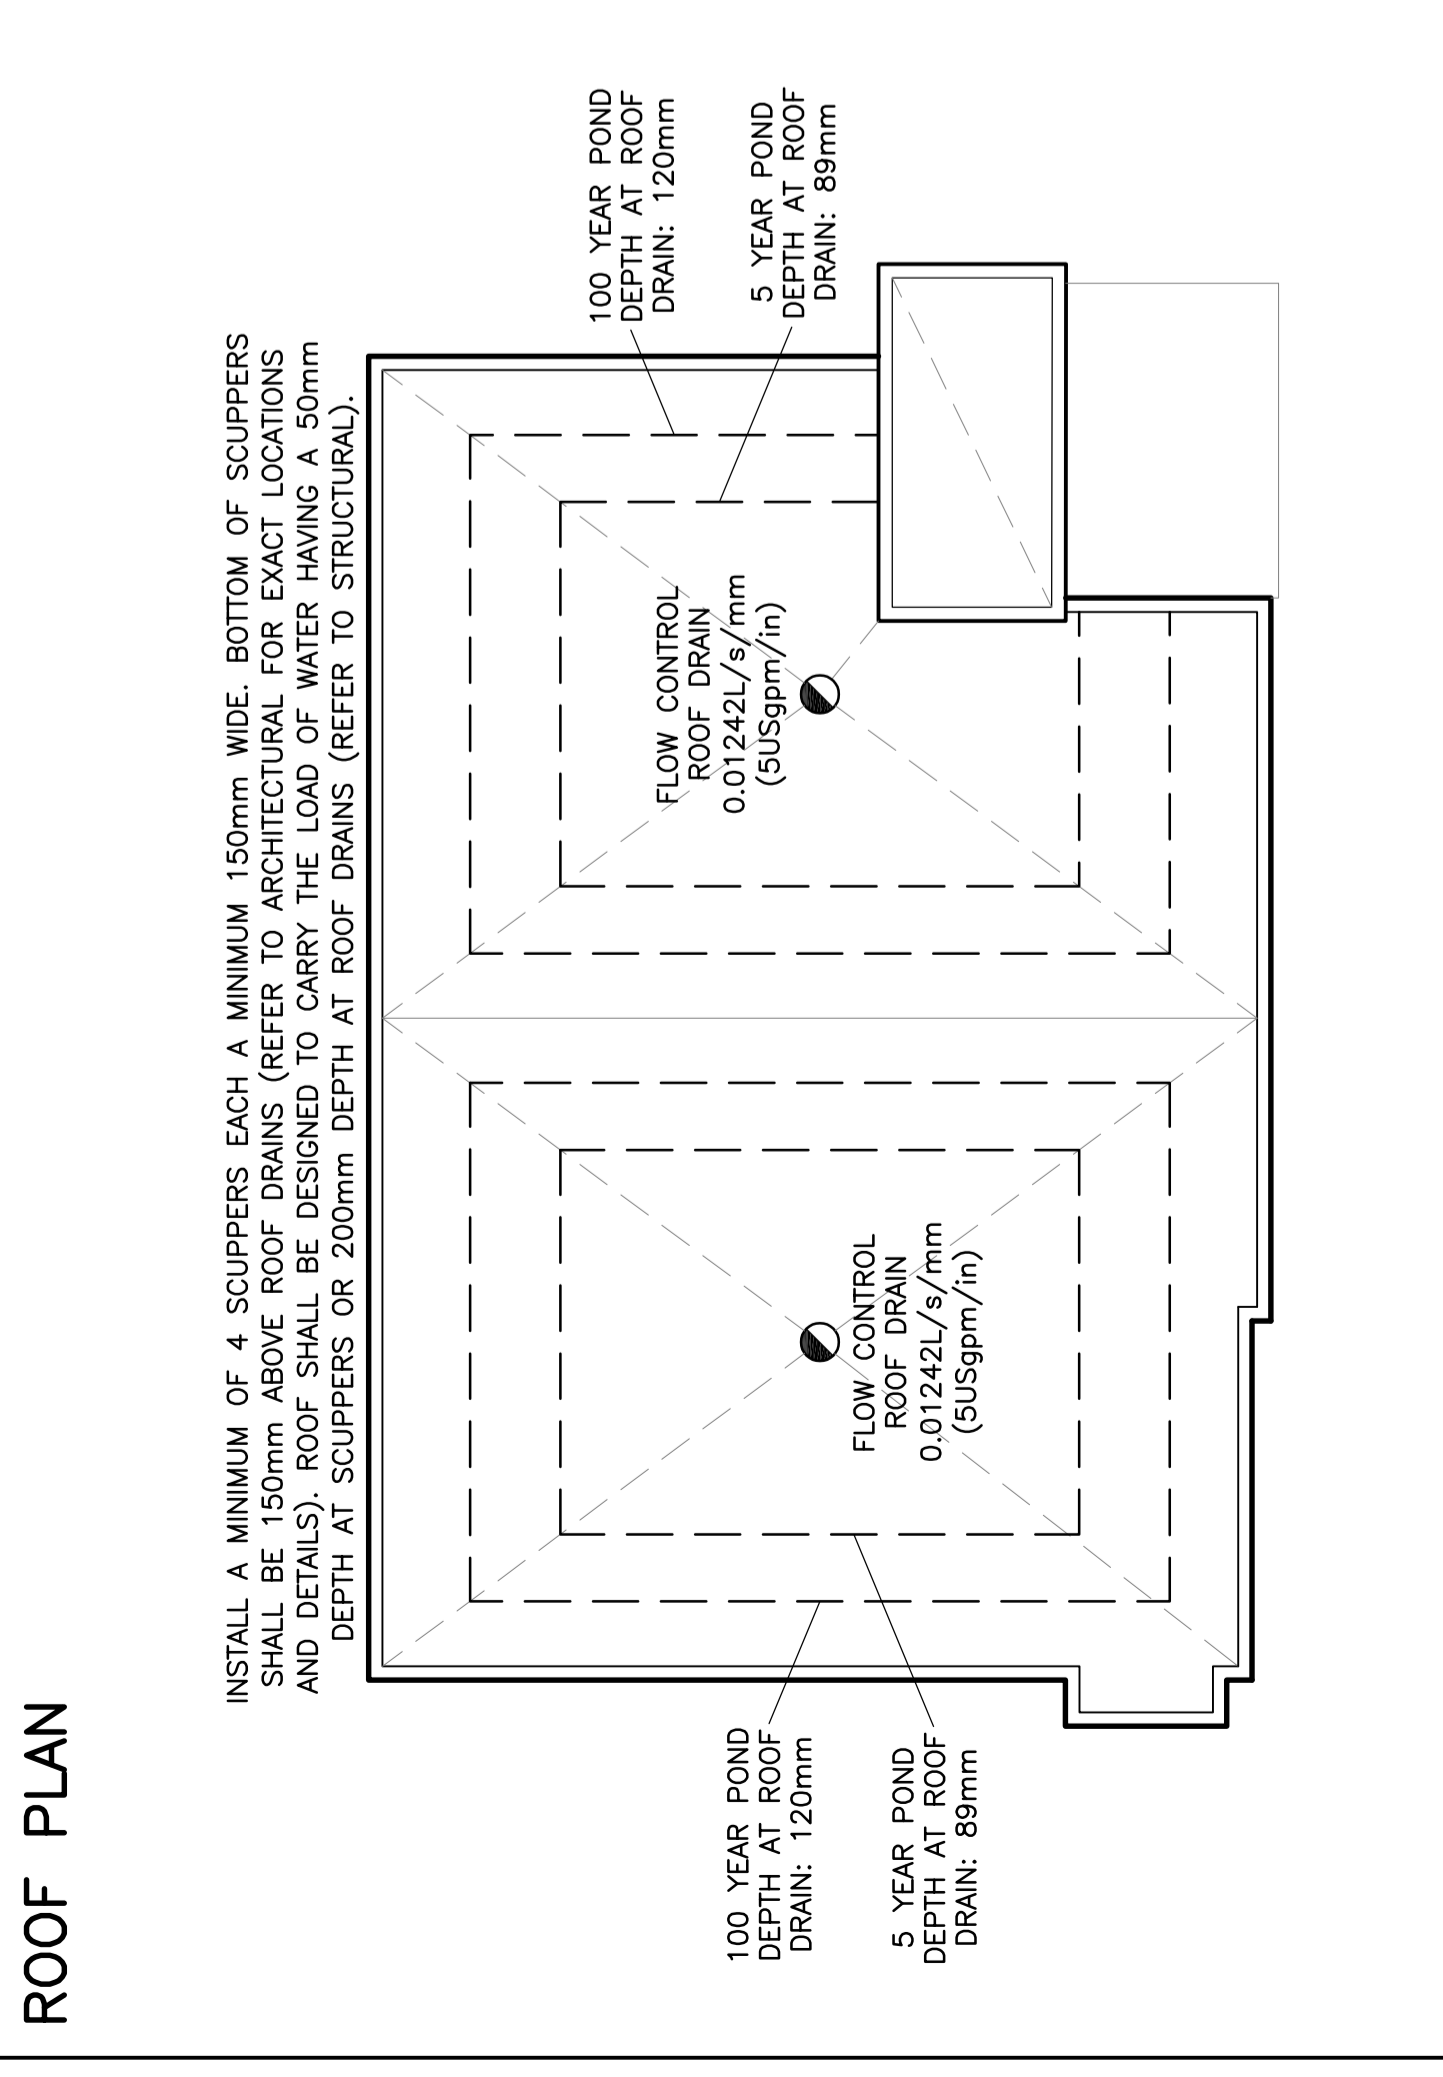 ROOF PLAN
INSTALL A MINIMUM OF 4 SCUPPERS EACH A MINIMUM 150mm WIDE. BOTTOM OF SCUPPERS
SHALL BE 150mm ABOVE ROOF DRAINS (REFER TO ARCHITECTURAL FOR EXACT LOCATIONS
AND DETAILS). ROOF SHALL BE DESIGNED TO CARRY THE LOAD OF WATER HAVING A 50mm
DEPTH AT SCUPPERS OR 200mm DEPTH AT ROOF DRAINS (REFER TO STRUCTURAL).
100 YEAR POND
DEPTH AT ROOF
DRAIN: 120mm
5 YEAR POND
DEPTH AT ROOF
DRAIN: 89mm
FLOW CONTROL
ROOF DRAIN
0.01242L/s/mm
(5USgpm/in)
FLOW CONTROL
ROOF DRAIN
0.01242L/s/mm
(5USgpm/in)
100 YEAR POND
DEPTH AT ROOF
DRAIN: 120mm
5 YEAR POND
DEPTH AT ROOF
DRAIN: 89mm